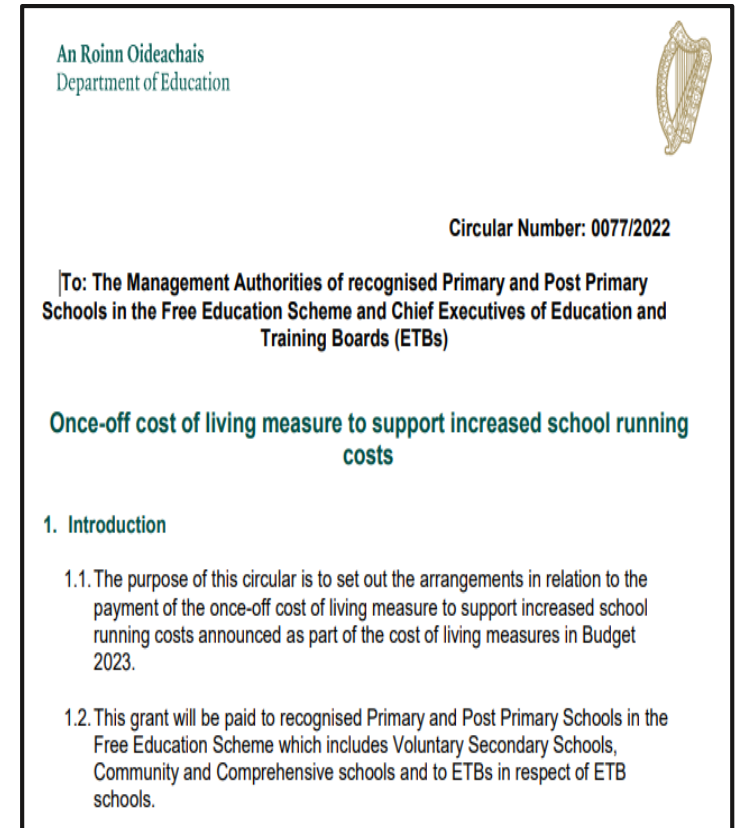 An Roinn Oideachais
Department of Education
Circular Number: 0077/2022
To: The Management Authorities of recognised Primary and Post Primary
Schools in the Free Education Scheme and Chief Executives of Education and
Training Boards (ETBs)
Once-off cost of living measure to support increased school running
costs
1. Introduction
1.1. The purpose of this circular is to set out the arrangements in relation to the
payment of the once-off cost of living measure to support increased school
running costs announced as part of the cost of living measures in Budget
2023.
1.2. This grant will be paid to recognised Primary and Post Primary Schools in the
Free Education Scheme which includes Voluntary Secondary Schools,
Community and Comprehensive schools and to ETBs in respect of ETB
schools.